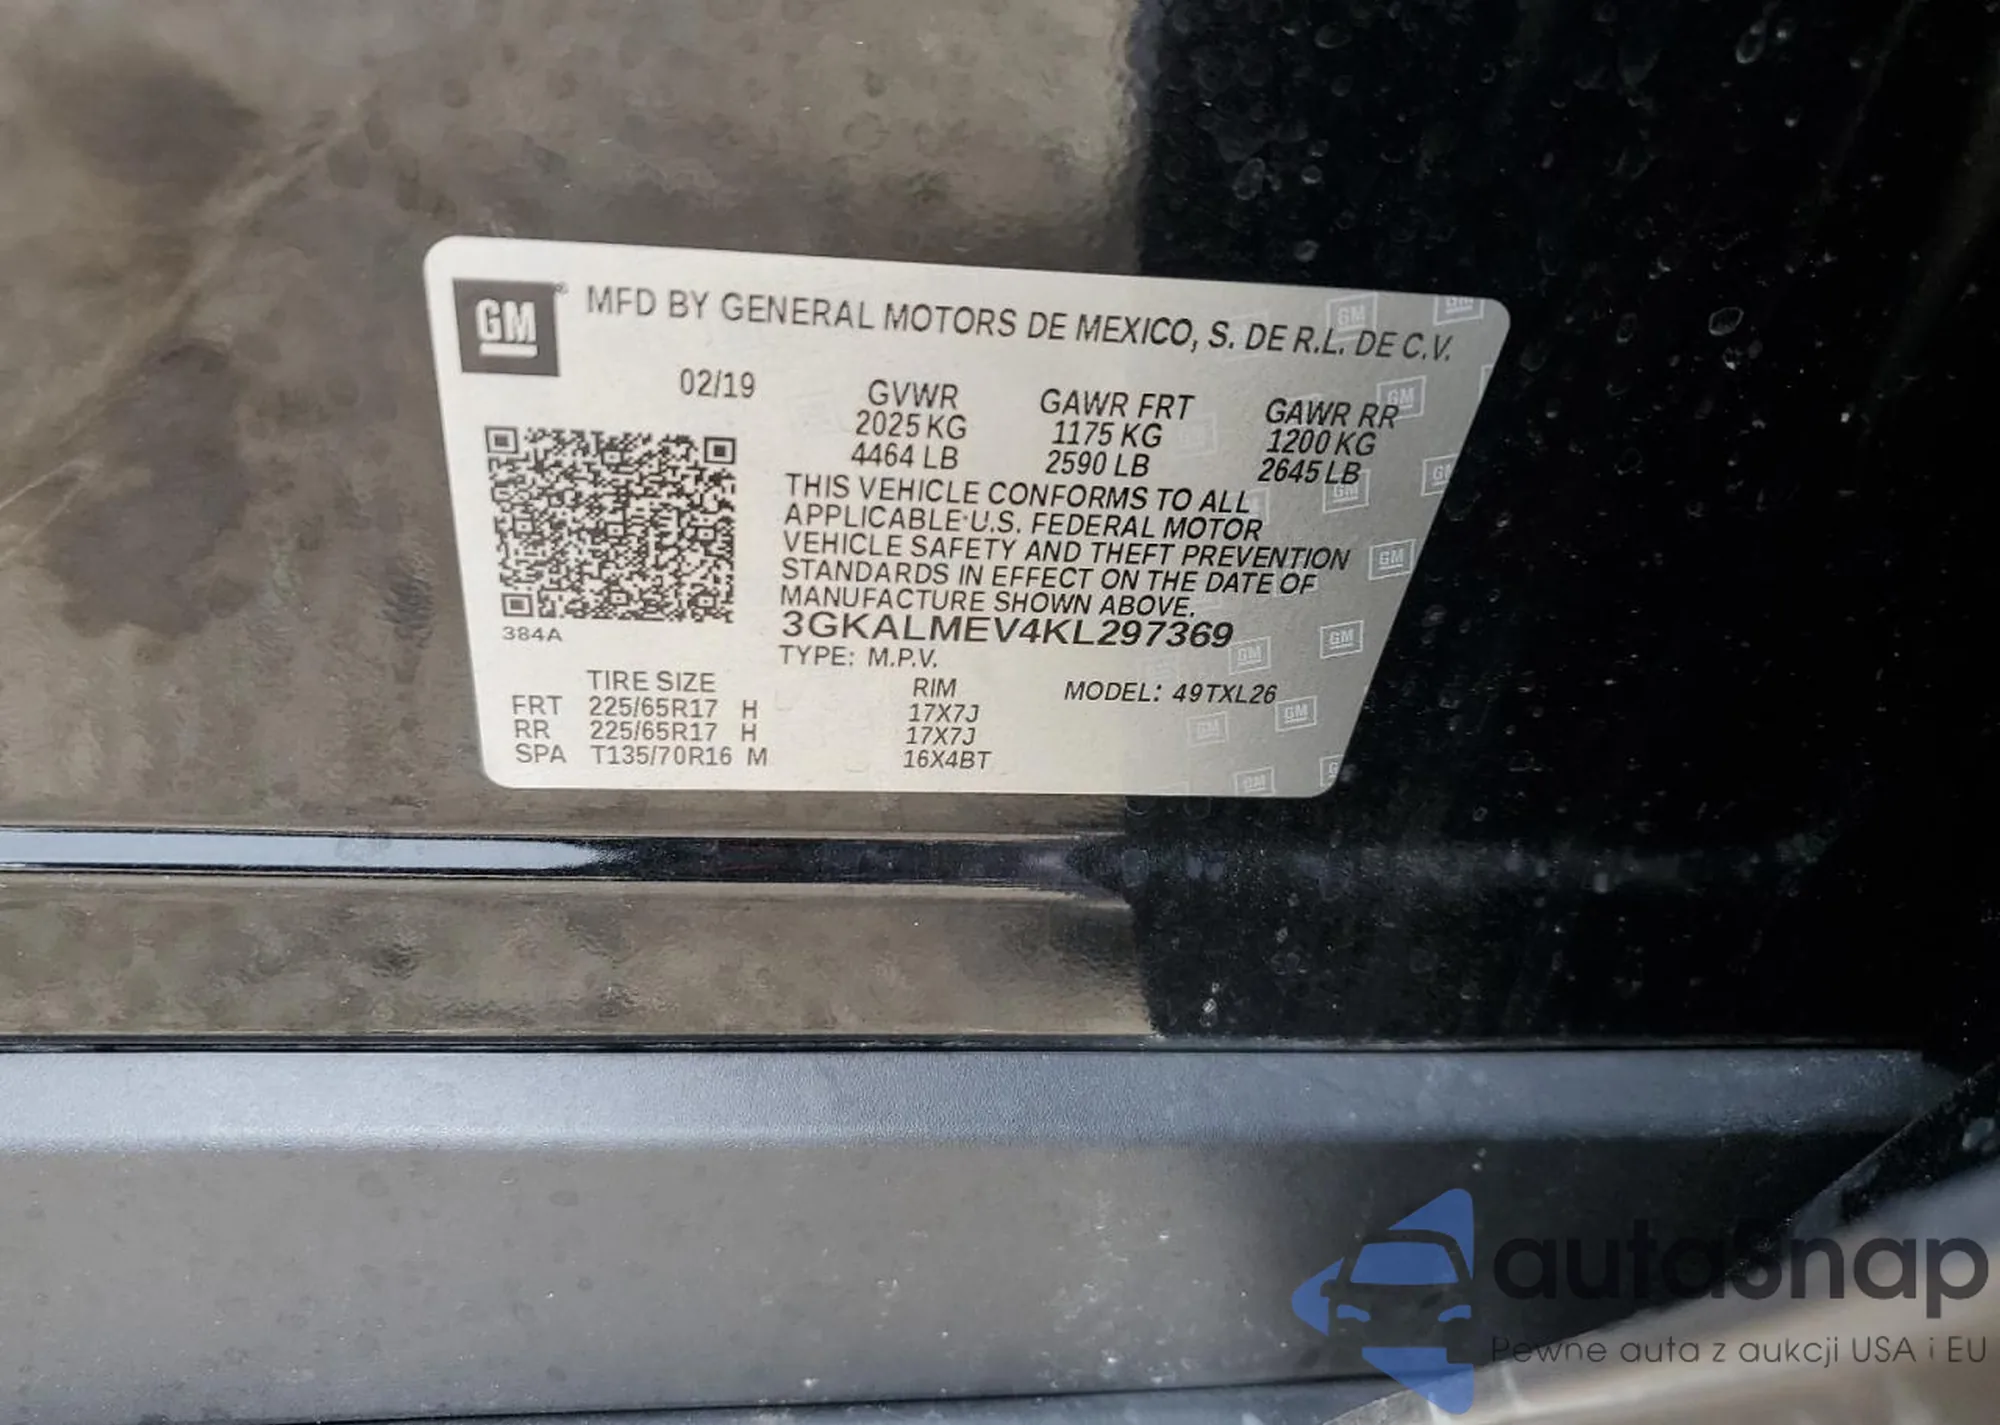 GM® MFD BY GENERAL MOTORS DE MEXICO, S. DE R.L. DE C.V.
02/19 GVWR GAWR FRT GAWR RR
2025 KG 1175 KG 1200 KG
4464 LB 2590 LB 2645 LB
THIS VEHICLE CONFORMS TO ALL
APPLICABLE U.S. FEDERAL MOTOR
VEHICLE SAFETY AND THEFT PREVENTION
STANDARDS IN EFFECT ON THE DATE OF
MANUFACTURE SHOWN ABOVE.
384A 3GKALMEV4KL297369
TYPE: M.P.V.
TIRE SIZE RIM MODEL: 49TXL26
FRT 225/65R17 H 17X7J
RR 225/65R17 H 17X7J
SPA T135/70R16 M 16X4BT
autasnap
Pewne auta z aukcji USA i EU